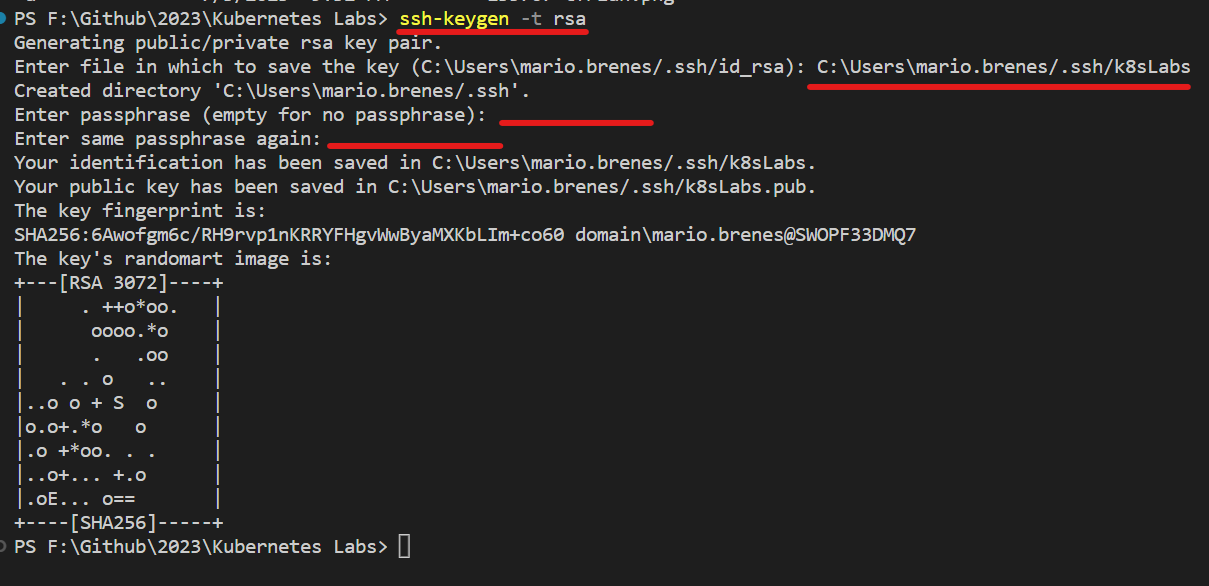 PS F:\Github\2023\Kubernetes Labs> ssh-keygen -t rsa
Generating public/private rsa key pair.
Enter file in which to save the key (C:\Users\mario.brenes/.ssh/id_rsa): C:\Users\mario.brenes/.ssh/k8sLabs
Created directory 'C:\Users\mario.brenes/.ssh'.
Enter passphrase (empty for no passphrase):
Enter same passphrase again:
Your identification has been saved in C:\Users\mario.brenes/.ssh/k8sLabs.
Your public key has been saved in C:\Users\mario.brenes/.ssh/k8sLabs.pub.
The key fingerprint is:
SHA256:6Awofgm6c/RH9rvp1nKRRYFHgvWwByaMXKbLIm+co60 domain\mario.brenes@SWOPF33DMQ7
The key's randomart image is:
+---[RSA 3072]----+
|      . ++o*oo.  |
|       oooo.*o   |
|       .   .oo   |
|    . . o   ..   |
|..o o + S  o     |
|o.o+.*o   o      |
|.o +*oo. . .     |
|..o+... +.o      |
|.oE... o==       |
+----[SHA256]-----+
PS F:\Github\2023\Kubernetes Labs>